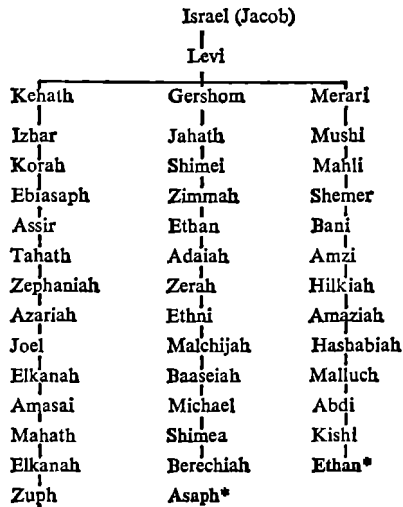 Israel (Jacob)
Levi
Kehath Gershom Merari
Izhar Jahath Mushi
Korah Shimei Mahli
Ebiasaph Zimmah Shemer
Assir Ethan Bani
Tahath Adaiah Amzi
Zephaniah Zerah Hilkiah
Azariah Ethni Amaziah
Joel Malchijah Hashabiah
Elkanah Baaseiah Malluch
Amasai Michael Abdi
Mahath Shimea Kishi
Elkanah Berechiah Ethan*
Zuph Asaph*